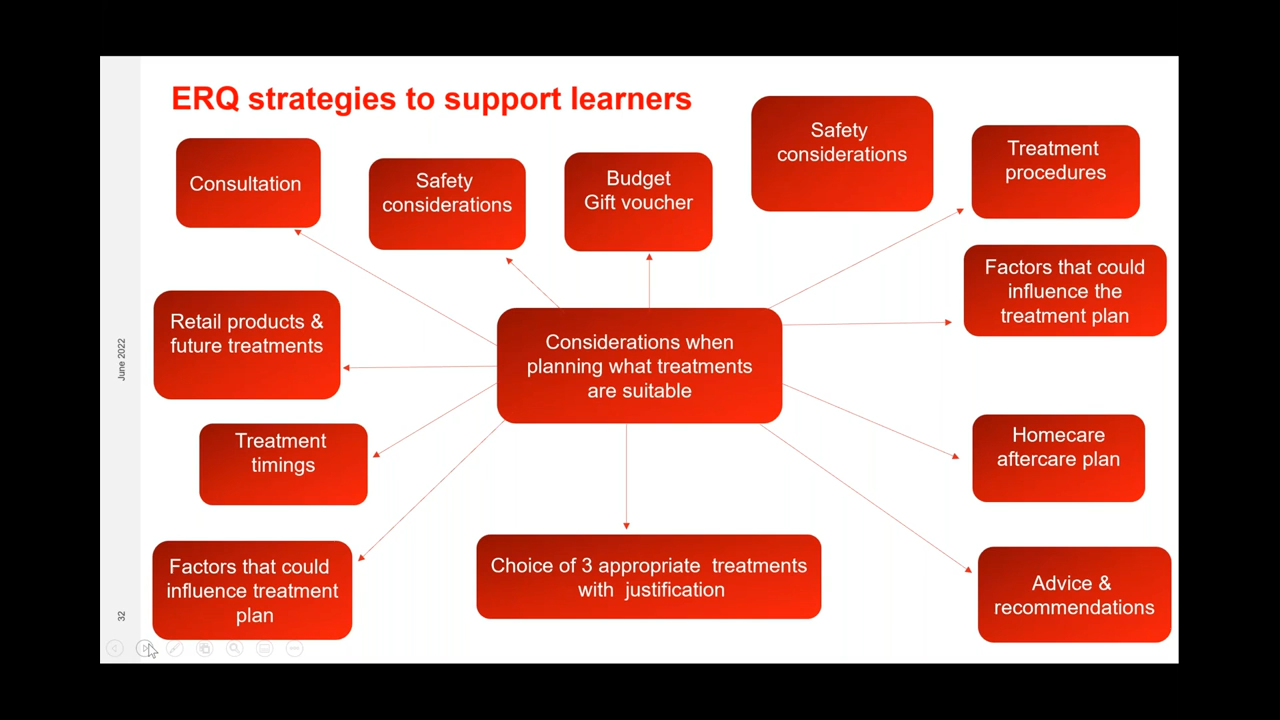 ERQ strategies to support learners
Consultation
Safety
considerations
Budget
Gift voucher
Safety
considerations
Treatment
procedures
Retail products &
future treatments
Considerations when
planning what treatments
are suitable
Factors that could
influence the
treatment plan
Treatment
timings
Homecare
aftercare plan
Factors that could
influence treatment
plan
Choice of 3 appropriate  treatments
with  justification
Advice &
recommendations
June 2022
32